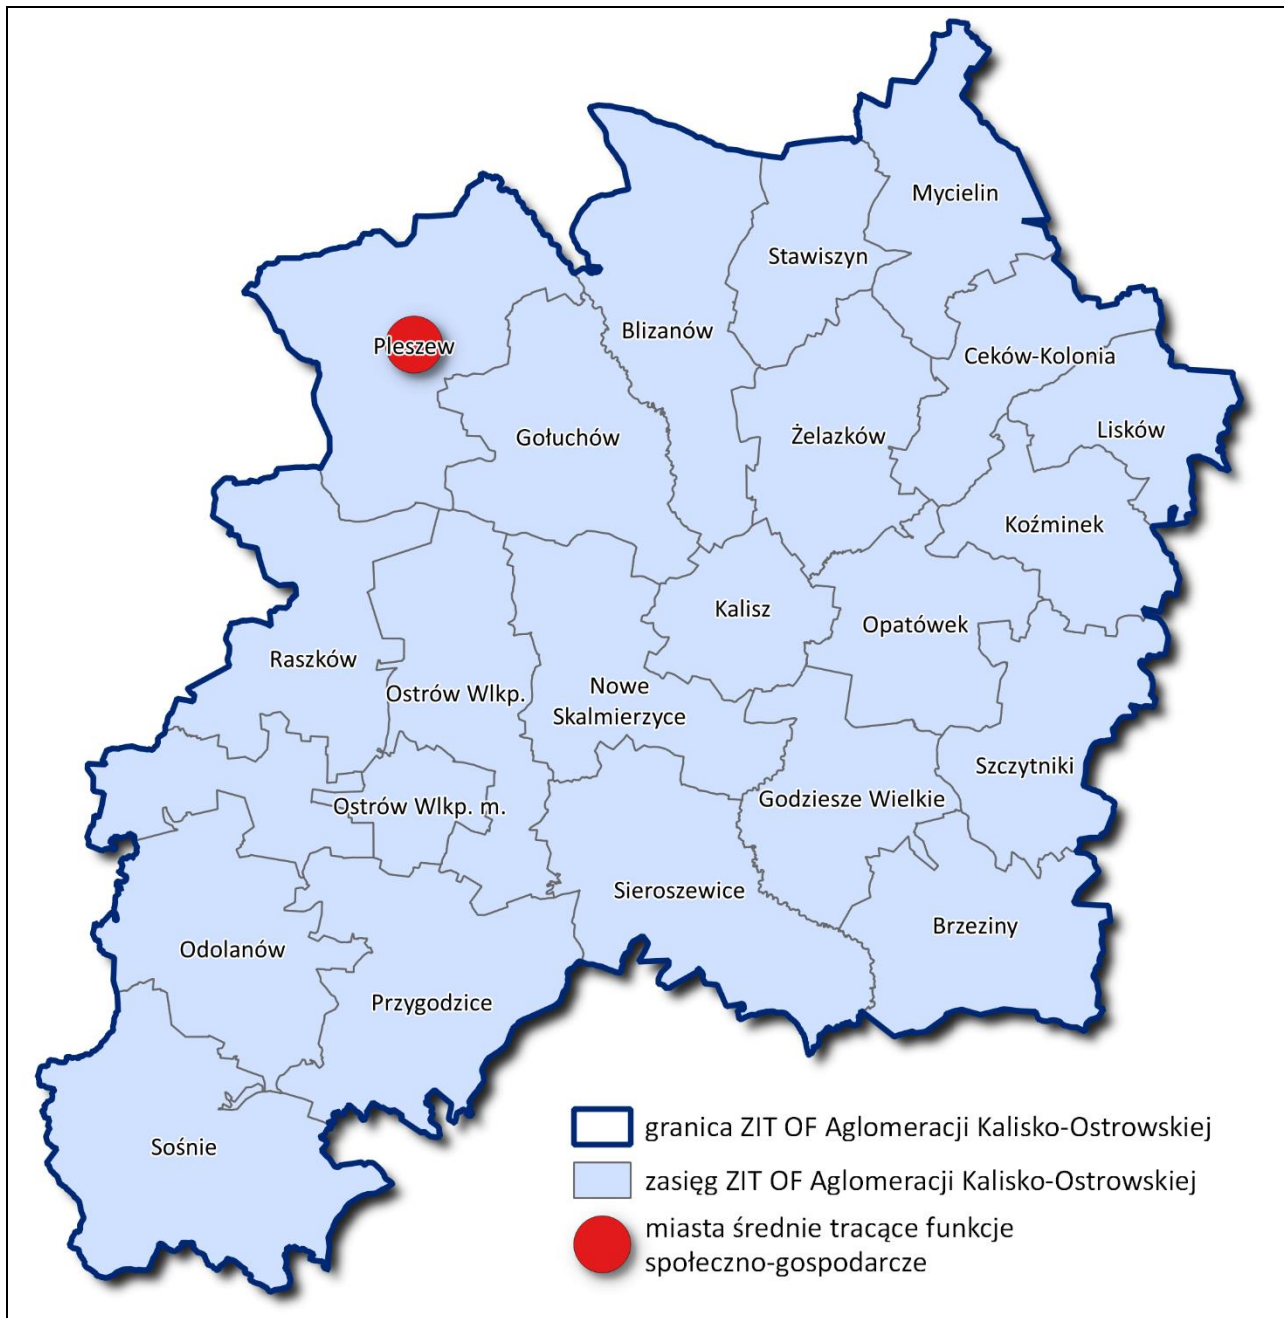 Mycielin
Stawiszyn
Blizanów
Pleszew
Ceków-Kolonia
Lisków
Gołuchów
Żelazków
Koźminek
Kalisz
Opatówek
Raszków
Ostrów Wlkp.
Nowe
Skalmierzyce
Szczytniki
Godziesze Wielkie
Ostrów Wlkp. m.
Sieroszewice
Brzeziny
Odolanów
Przygodzice
Sośnie
granica ZIT OF Aglomeracji Kalisko-Ostrowskiej
zasięg ZIT OF Aglomeracji Kalisko-Ostrowskiej
miasta średnie tracące funkcje
społeczno-gospodarcze